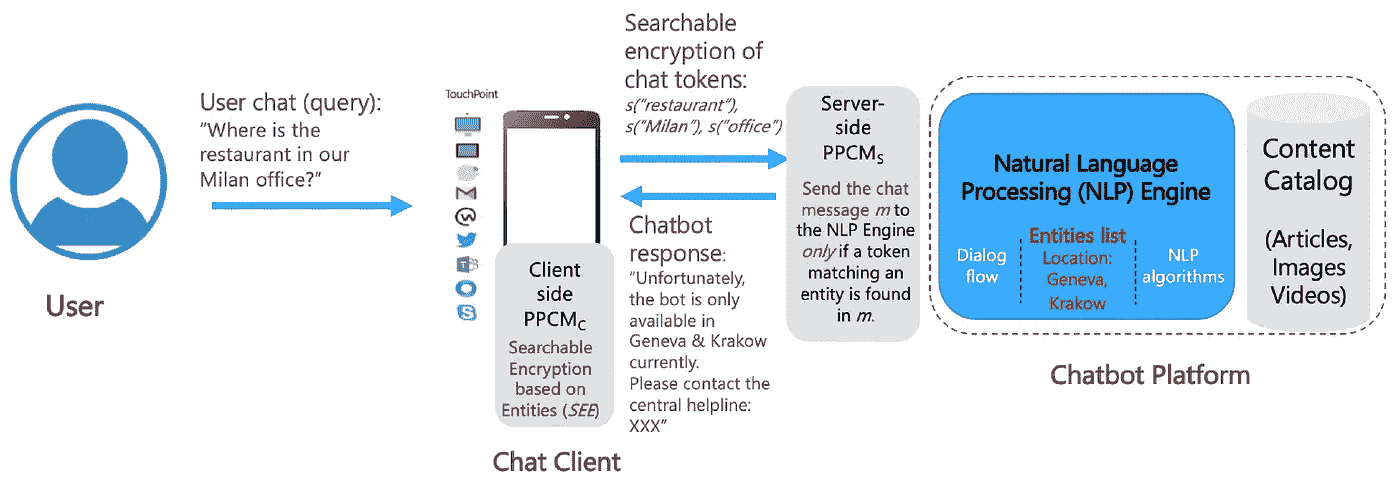 User chat (query):
“Where is the
restaurant in our
Milan office?”
User
TouchPoint
Client
side
PPCMC
Searchable
Encryption
based on
Entities (SEE)
Chat Client
Searchable
encryption of
chat tokens:
s(“restaurant”),
s(“Milan”), s(“office”)
Chatbot
response:
“Unfortunately,
the bot is only
available in
Geneva & Krakow
currently.
Please contact the
central helpline:
XXX”
Server-
side
PPCMS
Send the chat
message m to
the NLP Engine
only if a token
matching an
entity is found
in m.
Natural Language
Processing (NLP) Engine
Dialog
flow
Entities list
Location:
Geneva,
Krakow
NLP
algorithms
Content
Catalog
(Articles,
Images
Videos)
Chatbot Platform